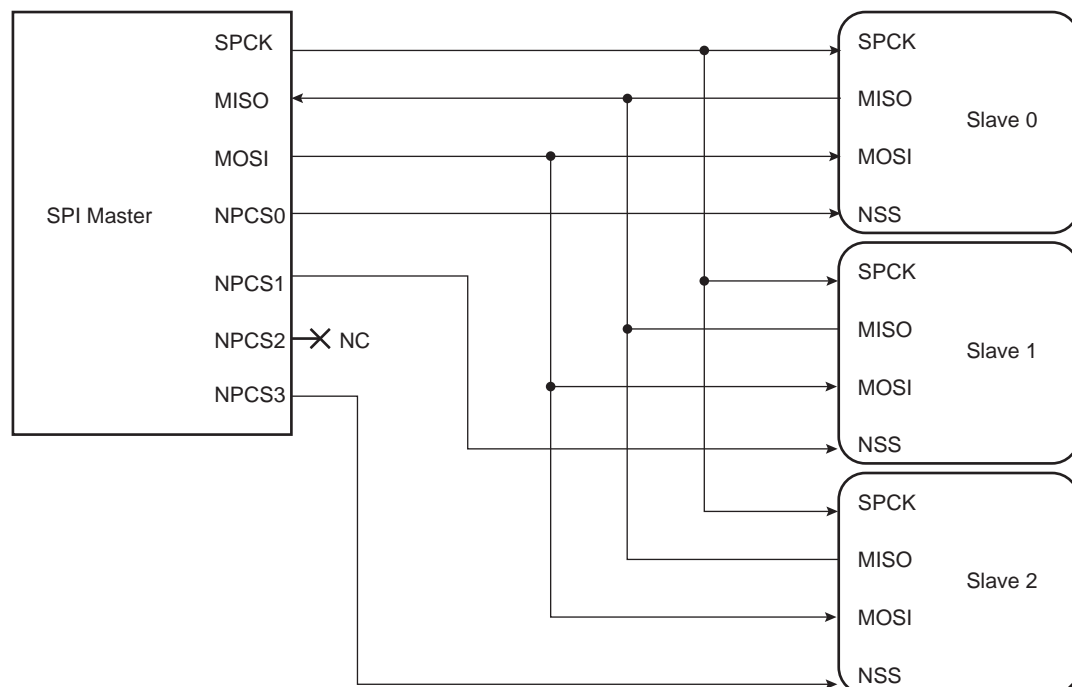 SPI Master
SPCK
MISO
MOSI
NPCS0
NPCS1
NPCS2
NC
NPCS3
SPCK
MISO
Slave 0
MOSI
NSS
SPCK
MISO
Slave 1
MOSI
NSS
SPCK
MISO
Slave 2
MOSI
NSS